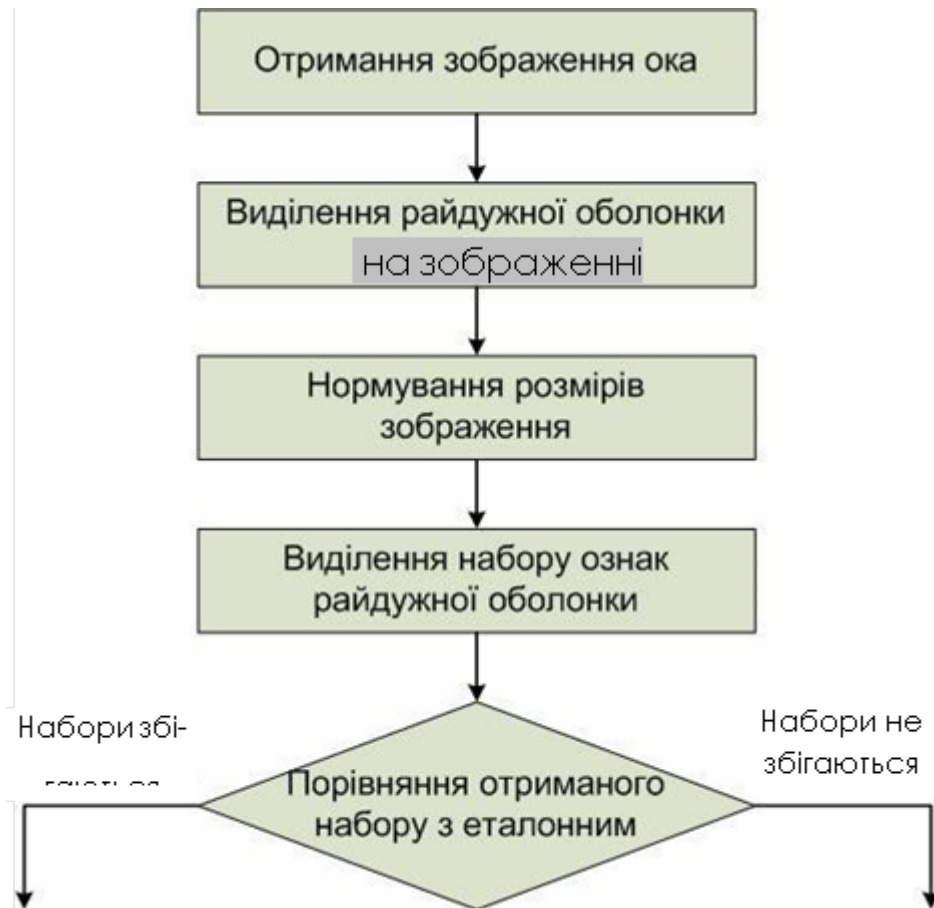 Отримання зображення ока
Виділення райдужної оболонки
на зображенні
Нормування розмірів
зображення
Виділення набору ознак
райдужної оболонки
Набори збі-
Набори не
збігаються
Порівняння отриманого
набору з еталонним